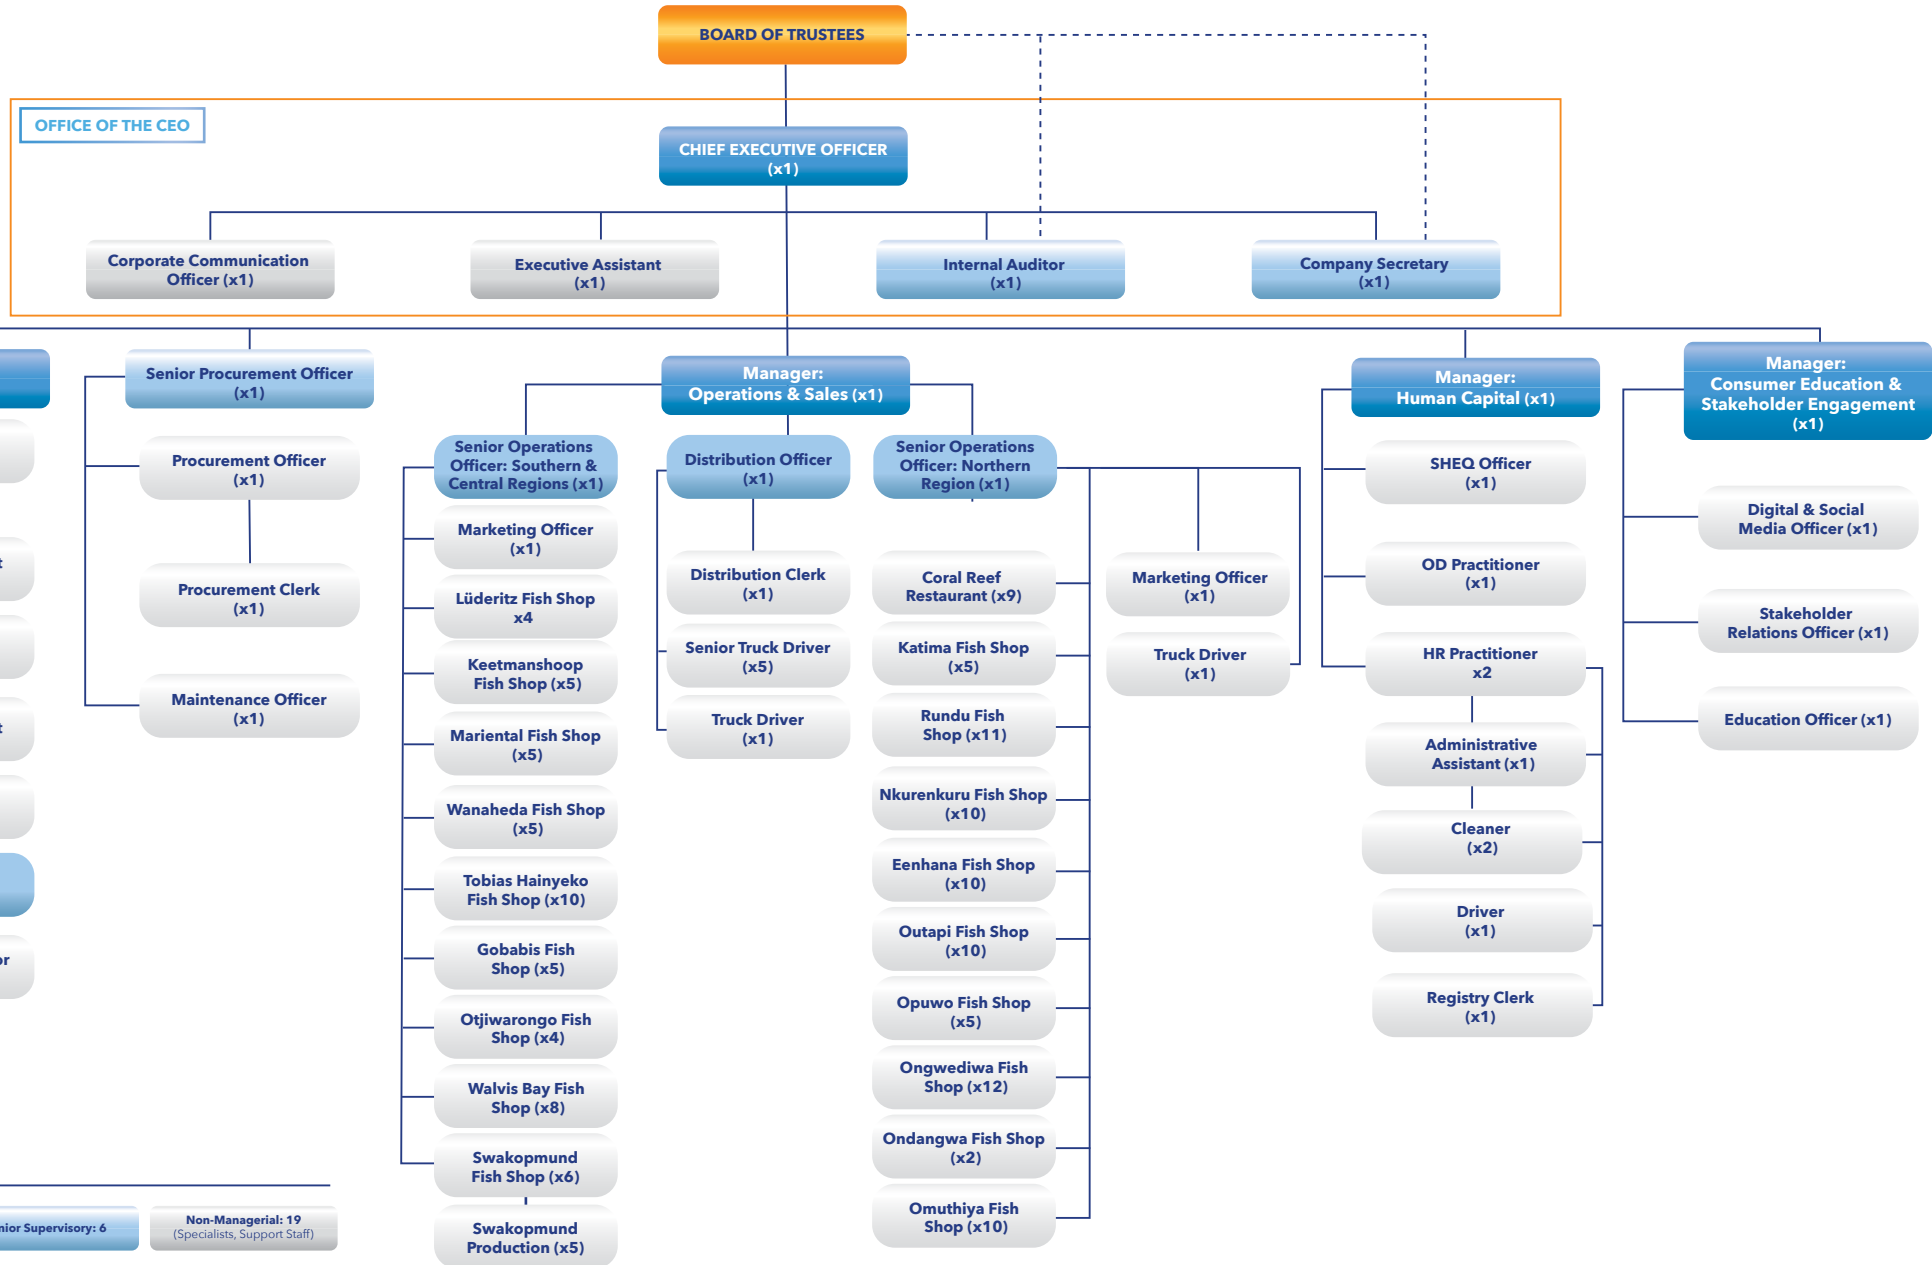 BOARD OF TRUSTEES
OFFICE OF THE CEO
CHIEF EXECUTIVE OFFICER
(x1)
Corporate Communication
Officer (x1)
Executive Assistant
(x1)
Internal Auditor
(x1)
Company Secretary
(x1)
Senior Procurement Officer
(x1)
Procurement Officer
(x1)
Procurement Clerk
(x1)
Maintenance Officer
(x1)
Manager:
Operations & Sales (x1)
Senior Operations
Officer: Southern &
Central Regions (x1)
Marketing Officer
(x1)
Lüderitz Fish Shop
x4
Keetmanshoop
Fish Shop (x5)
Mariental Fish Shop
(x5)
Wanaheda Fish Shop
(x5)
Tobias Hainyeko
Fish Shop (x10)
Gobabis Fish
Shop (x5)
Otjiwarongo Fish
Shop (x4)
Walvis Bay Fish
Shop (x8)
Swakopmund
Fish Shop (x6)
Swakopmund
Production (x5)
Distribution Officer
(x1)
Distribution Clerk
(x1)
Senior Truck Driver
(x5)
Truck Driver
(x1)
Senior Operations
Officer: Northern
Region (x1)
Coral Reef
Restaurant (x9)
Katima Fish Shop
(x5)
Rundu Fish
Shop (x11)
Nkurenkuru Fish Shop
(x10)
Eenhana Fish Shop
(x10)
Outapi Fish Shop
(x10)
Opuwo Fish Shop
(x5)
Ongwediwa Fish
Shop (x12)
Ondangwa Fish Shop
(x2)
Omuthiya Fish
Shop (x10)
Marketing Officer
(x1)
Truck Driver
(x1)
Manager:
Human Capital (x1)
SHEQ Officer
(x1)
OD Practitioner
(x1)
HR Practitioner
x2
Administrative
Assistant (x1)
Cleaner
(x2)
Driver
(x1)
Registry Clerk
(x1)
Manager:
Consumer Education &
Stakeholder Engagement
(x1)
Digital & Social
Media Officer (x1)
Stakeholder
Relations Officer (x1)
Education Officer (x1)
t
t
or
nior Supervisory: 6
Non-Managerial: 19
(Specialists, Support Staff)